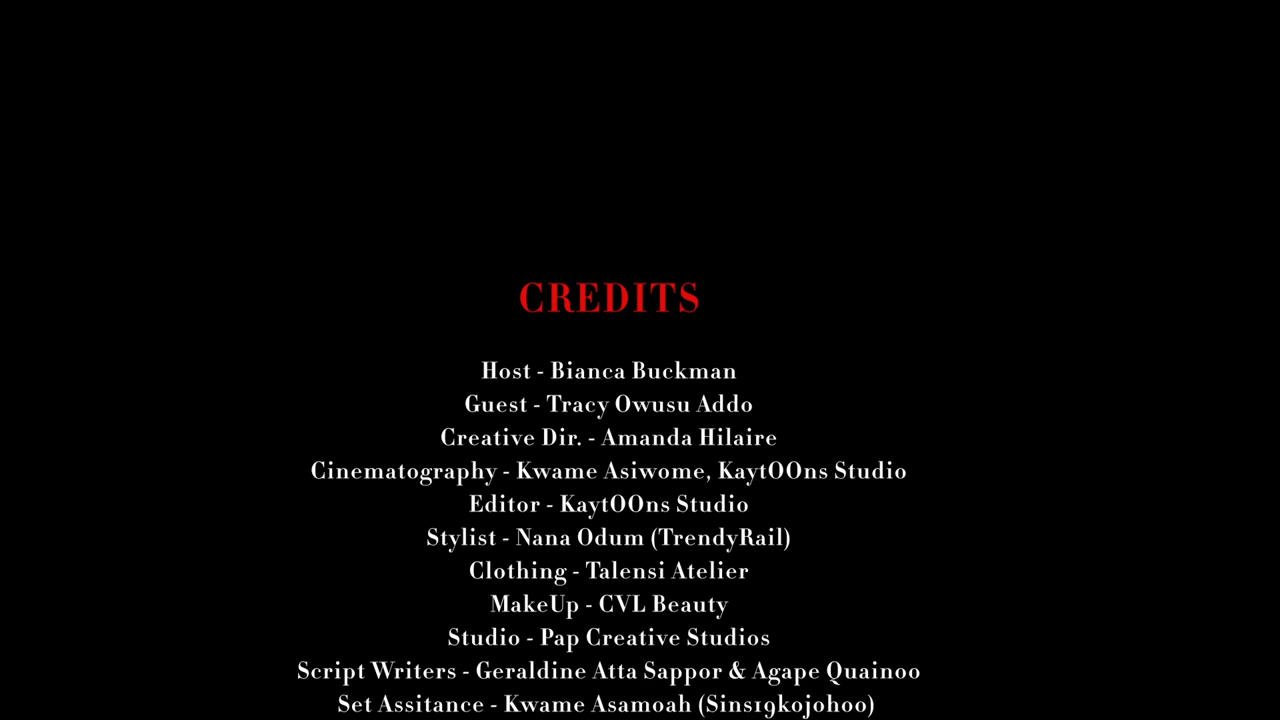 CREDITS
Host - Bianca Buckman
Guest - Tracy Owusu Addo
Creative Dir. - Amanda Hilaire
Cinematography - Kwame Asiwome, KaytOOns Studio
Editor - KaytOOns Studio
Stylist - Nana Odum (TrendyRail)
Clothing - Talensi Atelier
MakeUp - CVL Beauty
Studio - Pap Creative Studios
Script Writers - Geraldine Atta Sappor & Agape Quainoo
Set Assitance - Kwame Asamoah (Sins19kojohoo)